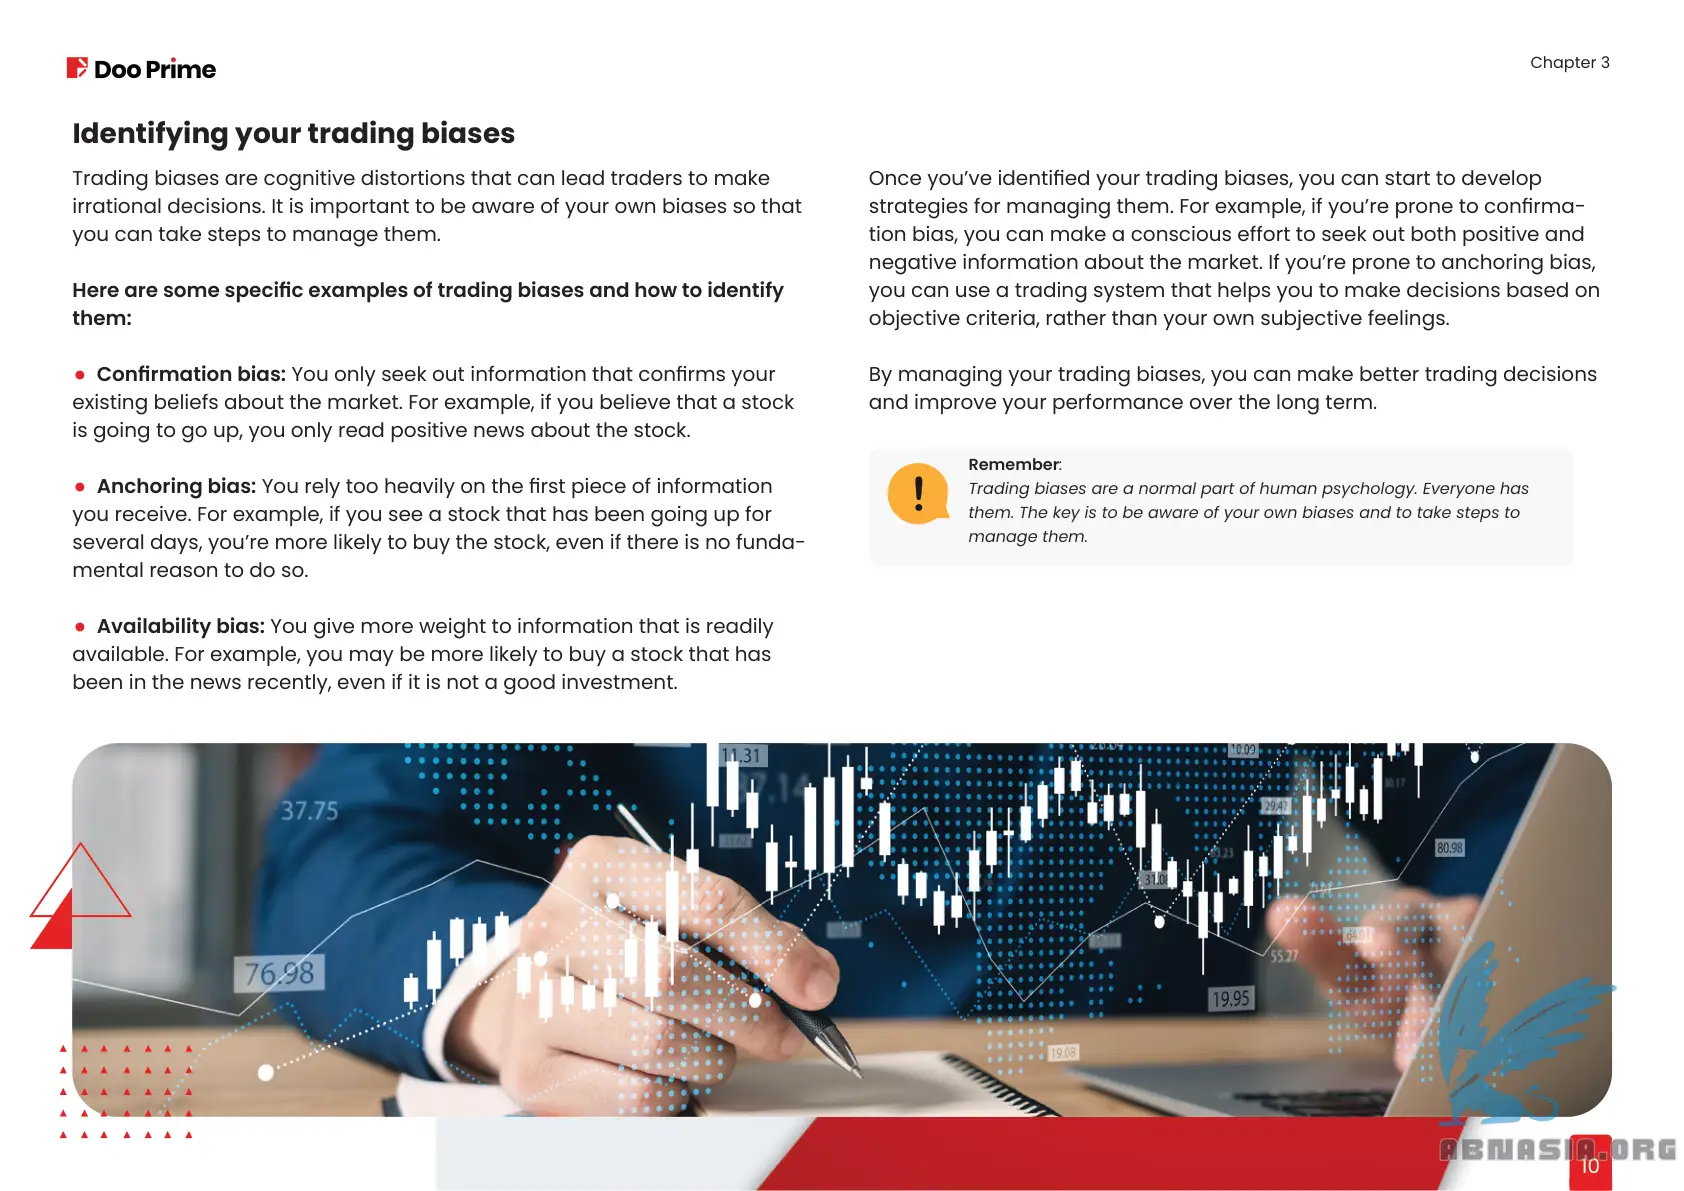 Doo Prime
Chapter 3
Identifying your trading biases
Trading biases are cognitive distortions that can lead traders to make
irrational decisions. It is important to be aware of your own biases so that
you can take steps to manage them.
Here are some specific examples of trading biases and how to identify
them:
● Confirmation bias: You only seek out information that confirms your
existing beliefs about the market. For example, if you believe that a stock
is going to go up, you only read positive news about the stock.
● Anchoring bias: You rely too heavily on the first piece of information
you receive. For example, if you see a stock that has been going up for
several days, you’re more likely to buy the stock, even if there is no funda-
mental reason to do so.
● Availability bias: You give more weight to information that is readily
available. For example, you may be more likely to buy a stock that has
been in the news recently, even if it is not a good investment.
Once you’ve identified your trading biases, you can start to develop
strategies for managing them. For example, if you’re prone to confirma-
tion bias, you can make a conscious effort to seek out both positive and
negative information about the market. If you’re prone to anchoring bias,
you can use a trading system that helps you to make decisions based on
objective criteria, rather than your own subjective feelings.
By managing your trading biases, you can make better trading decisions
and improve your performance over the long term.
!
Remember:
Trading biases are a normal part of human psychology. Everyone has
them. The key is to be aware of your own biases and to take steps to
manage them.
11.31
10.00
37.75
29.47
80.98
31.0
55.27
76.98
19.95
19.08
ABNASIA.ORG
10